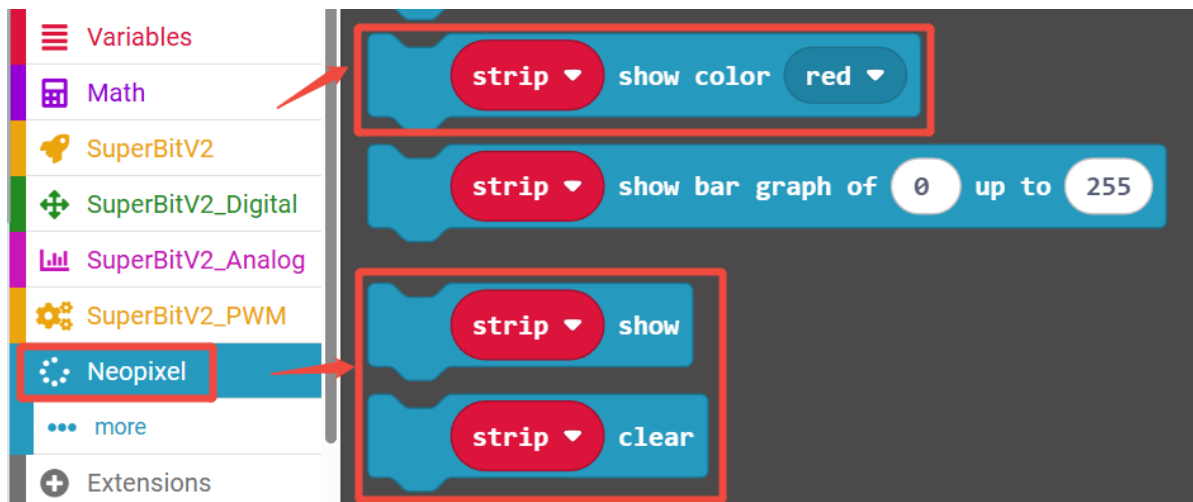 Variables
Math
SuperBitV2
SuperBitV2_Digital
SuperBitV2_Analog
SuperBitV2_PWM
Neopixel
more
Extensions
strip show color red
strip show bar graph of 0 up to 255
strip show
strip clear